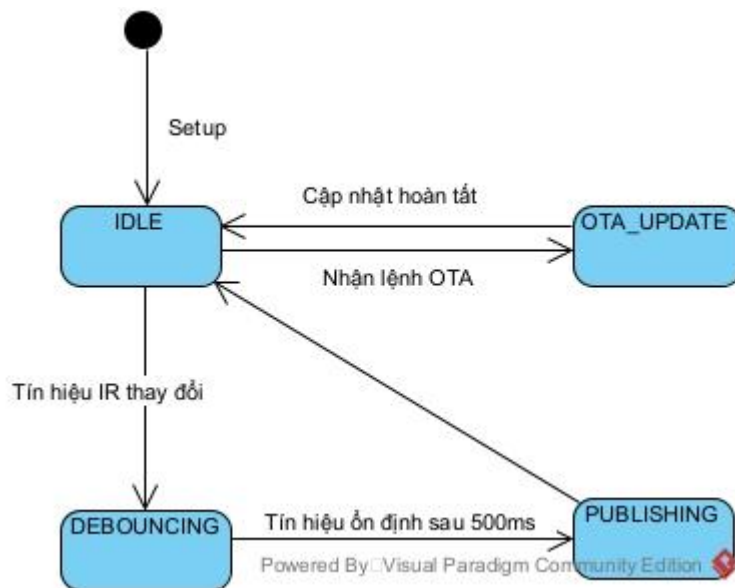 Setup
Cập nhật hoàn tất
IDLE
OTA_UPDATE
Nhận lệnh OTA
Tín hiệu IR thay đổi
DEBOUNCING
Tín hiệu ổn định sau 500ms
PUBLISHING
Powered By Visual Paradigm Community Edition